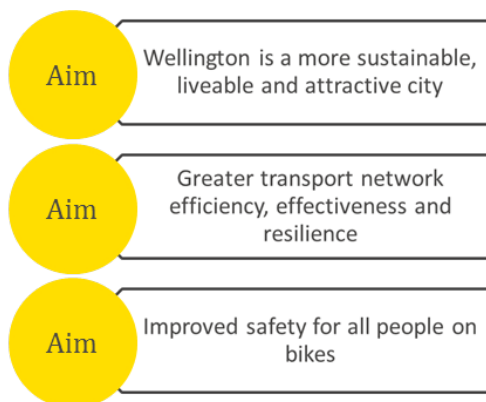 Aim
Wellington is a more sustainable,
liveable and attractive city
Aim
Greater transport network
efficiency, effectiveness and
resilience
Aim
Improved safety for all people on
bikes